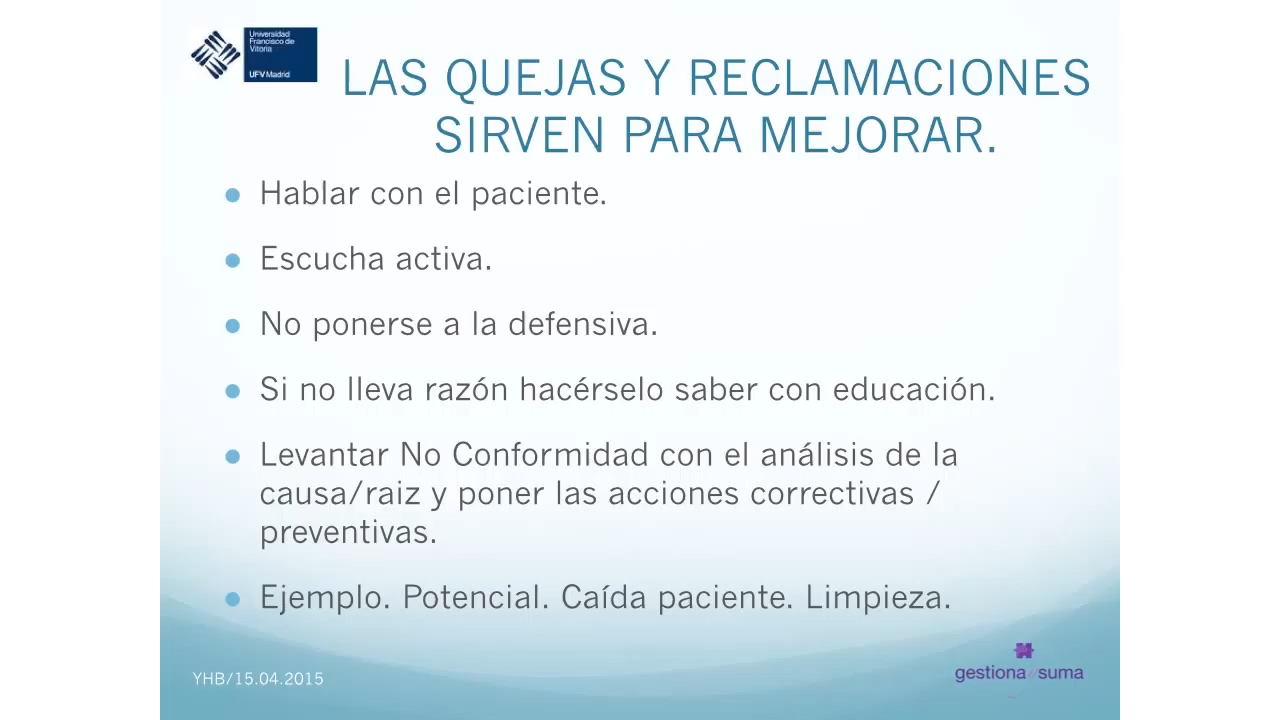 Universidad
Francisco de
Vitoria
UFV Madrid
LAS QUEJAS Y RECLAMACIONES
SIRVEN PARA MEJORAR.
Hablar con el paciente.
Escucha activa.
No ponerse a la defensiva.
Si no lleva razón hacérselo saber con educación.
Levantar No Conformidad con el análisis de la
causa/raiz y poner las acciones correctivas /
preventivas.
Ejemplo. Potencial. Caída paciente. Limpieza.
YHB/15.04.2015
gestiona suma